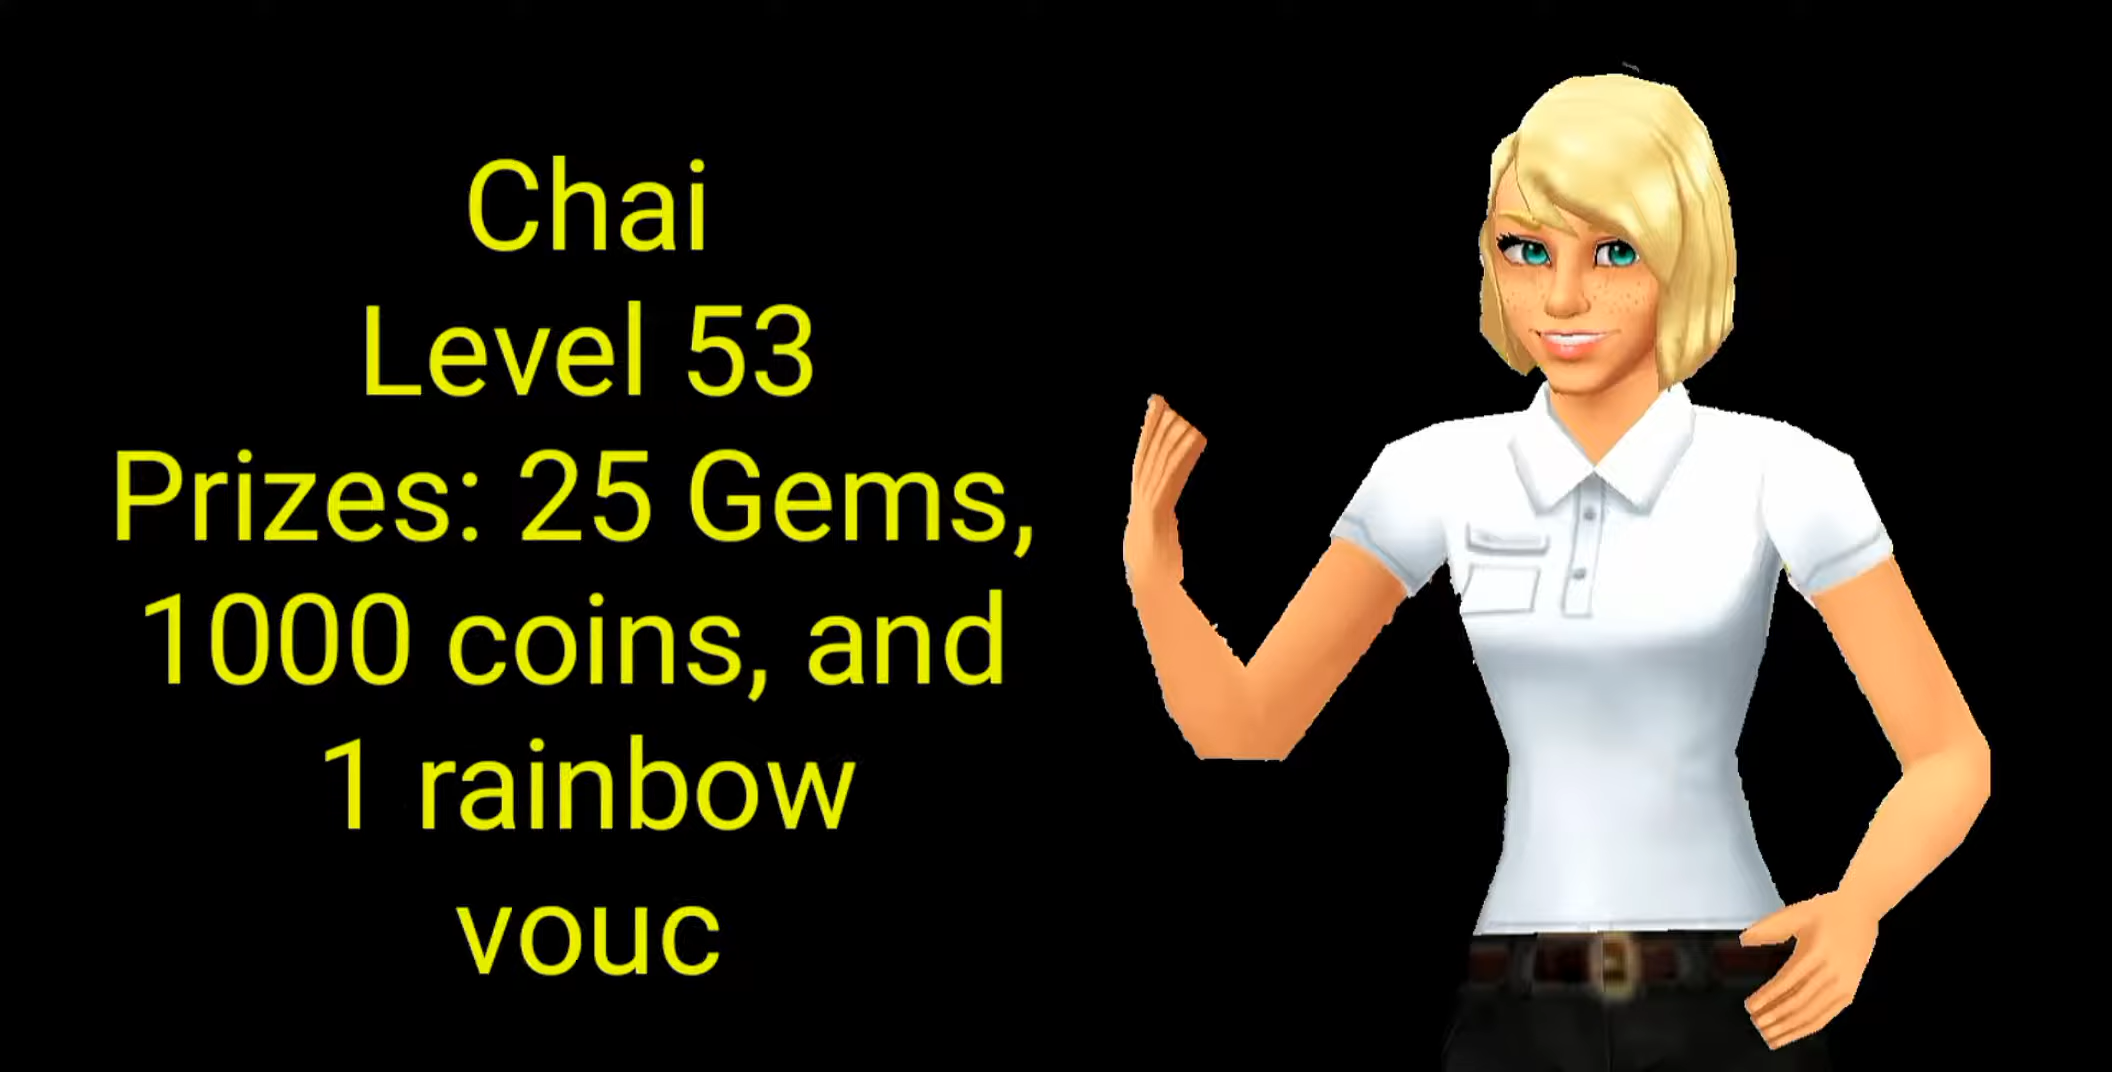 Chai
Level 53
Prizes: 25 Gems,
1000 coins, and
1 rainbow
vouc